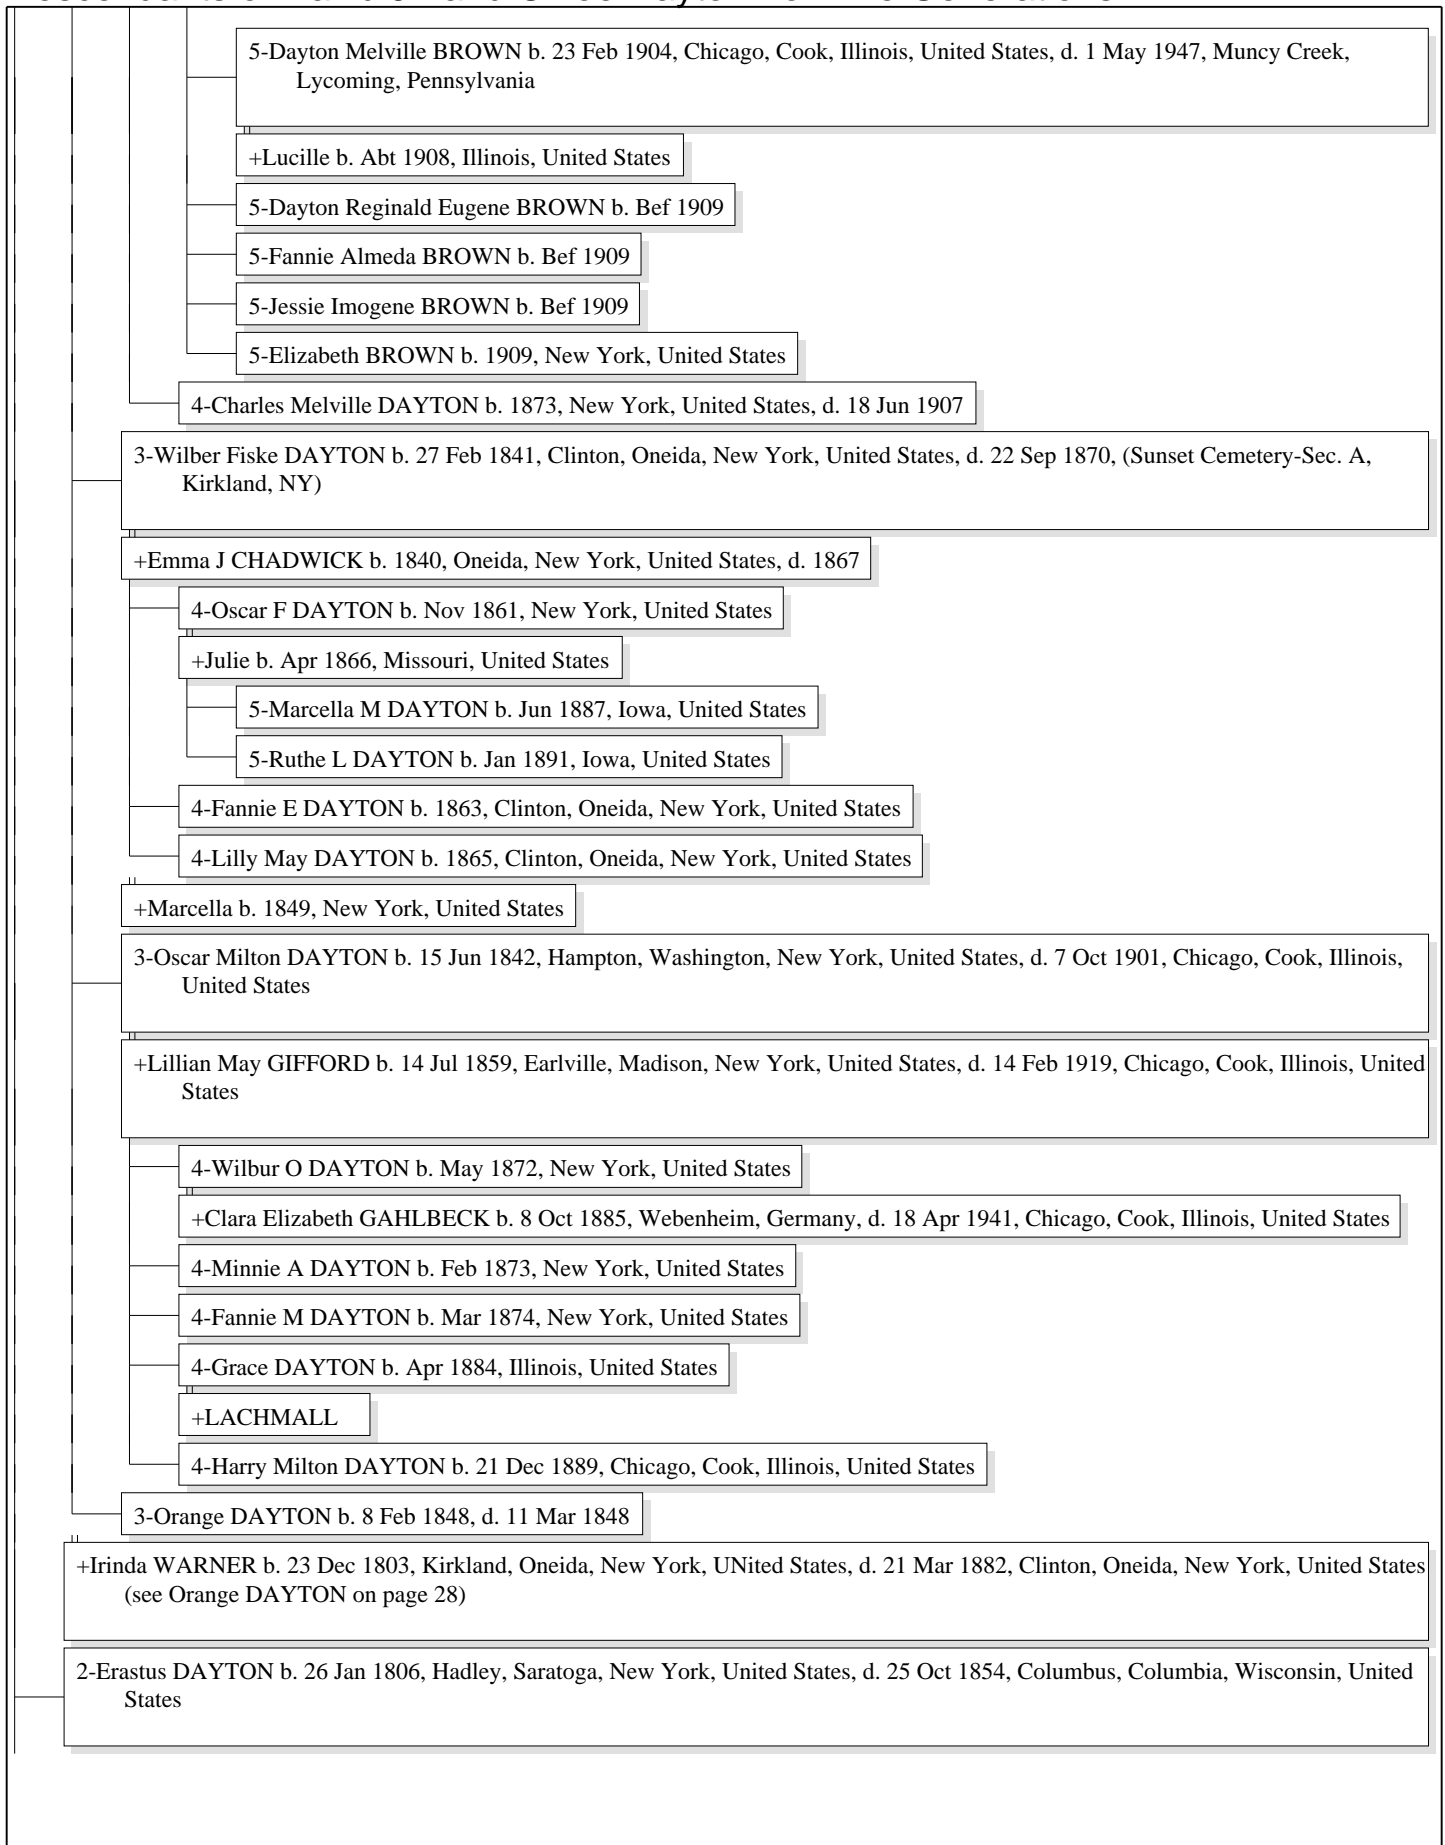 5-Dayton Melville BROWN b. 23 Feb 1904, Chicago, Cook, Illinois, United States, d. 1 May 1947, Muncy Creek,
Lycoming, Pennsylvania
+Lucille b. Abt 1908, Illinois, United States
5-Dayton Reginald Eugene BROWN b. Bef 1909
5-Fannie Almeda BROWN b. Bef 1909
5-Jessie Imogene BROWN b. Bef 1909
5-Elizabeth BROWN b. 1909, New York, United States
4-Charles Melville DAYTON b. 1873, New York, United States, d. 18 Jun 1907
3-Wilber Fiske DAYTON b. 27 Feb 1841, Clinton, Oneida, New York, United States, d. 22 Sep 1870, (Sunset Cemetery-Sec. A,
Kirkland, NY)
+Emma J CHADWICK b. 1840, Oneida, New York, United States, d. 1867
4-Oscar F DAYTON b. Nov 1861, New York, United States
+Julie b. Apr 1866, Missouri, United States
5-Marcella M DAYTON b. Jun 1887, Iowa, United States
5-Ruthe L DAYTON b. Jan 1891, Iowa, United States
4-Fannie E DAYTON b. 1863, Clinton, Oneida, New York, United States
4-Lilly May DAYTON b. 1865, Clinton, Oneida, New York, United States
+Marcella b. 1849, New York, United States
3-Oscar Milton DAYTON b. 15 Jun 1842, Hampton, Washington, New York, United States, d. 7 Oct 1901, Chicago, Cook, Illinois,
United States
+Lillian May GIFFORD b. 14 Jul 1859, Earlville, Madison, New York, United States, d. 14 Feb 1919, Chicago, Cook, Illinois, United
States
4-Wilbur O DAYTON b. May 1872, New York, United States
+Clara Elizabeth GAHLBECK b. 8 Oct 1885, Webenheim, Germany, d. 18 Apr 1941, Chicago, Cook, Illinois, United States
4-Minnie A DAYTON b. Feb 1873, New York, United States
4-Fannie M DAYTON b. Mar 1874, New York, United States
4-Grace DAYTON b. Apr 1884, Illinois, United States
+LACHMALL
4-Harry Milton DAYTON b. 21 Dec 1889, Chicago, Cook, Illinois, United States
3-Orange DAYTON b. 8 Feb 1848, d. 11 Mar 1848
+Irinda WARNER b. 23 Dec 1803, Kirkland, Oneida, New York, UNited States, d. 21 Mar 1882, Clinton, Oneida, New York, United States
(see Orange DAYTON on page 28)
2-Erastus DAYTON b. 26 Jan 1806, Hadley, Saratoga, New York, United States, d. 25 Oct 1854, Columbus, Columbia, Wisconsin, United
States